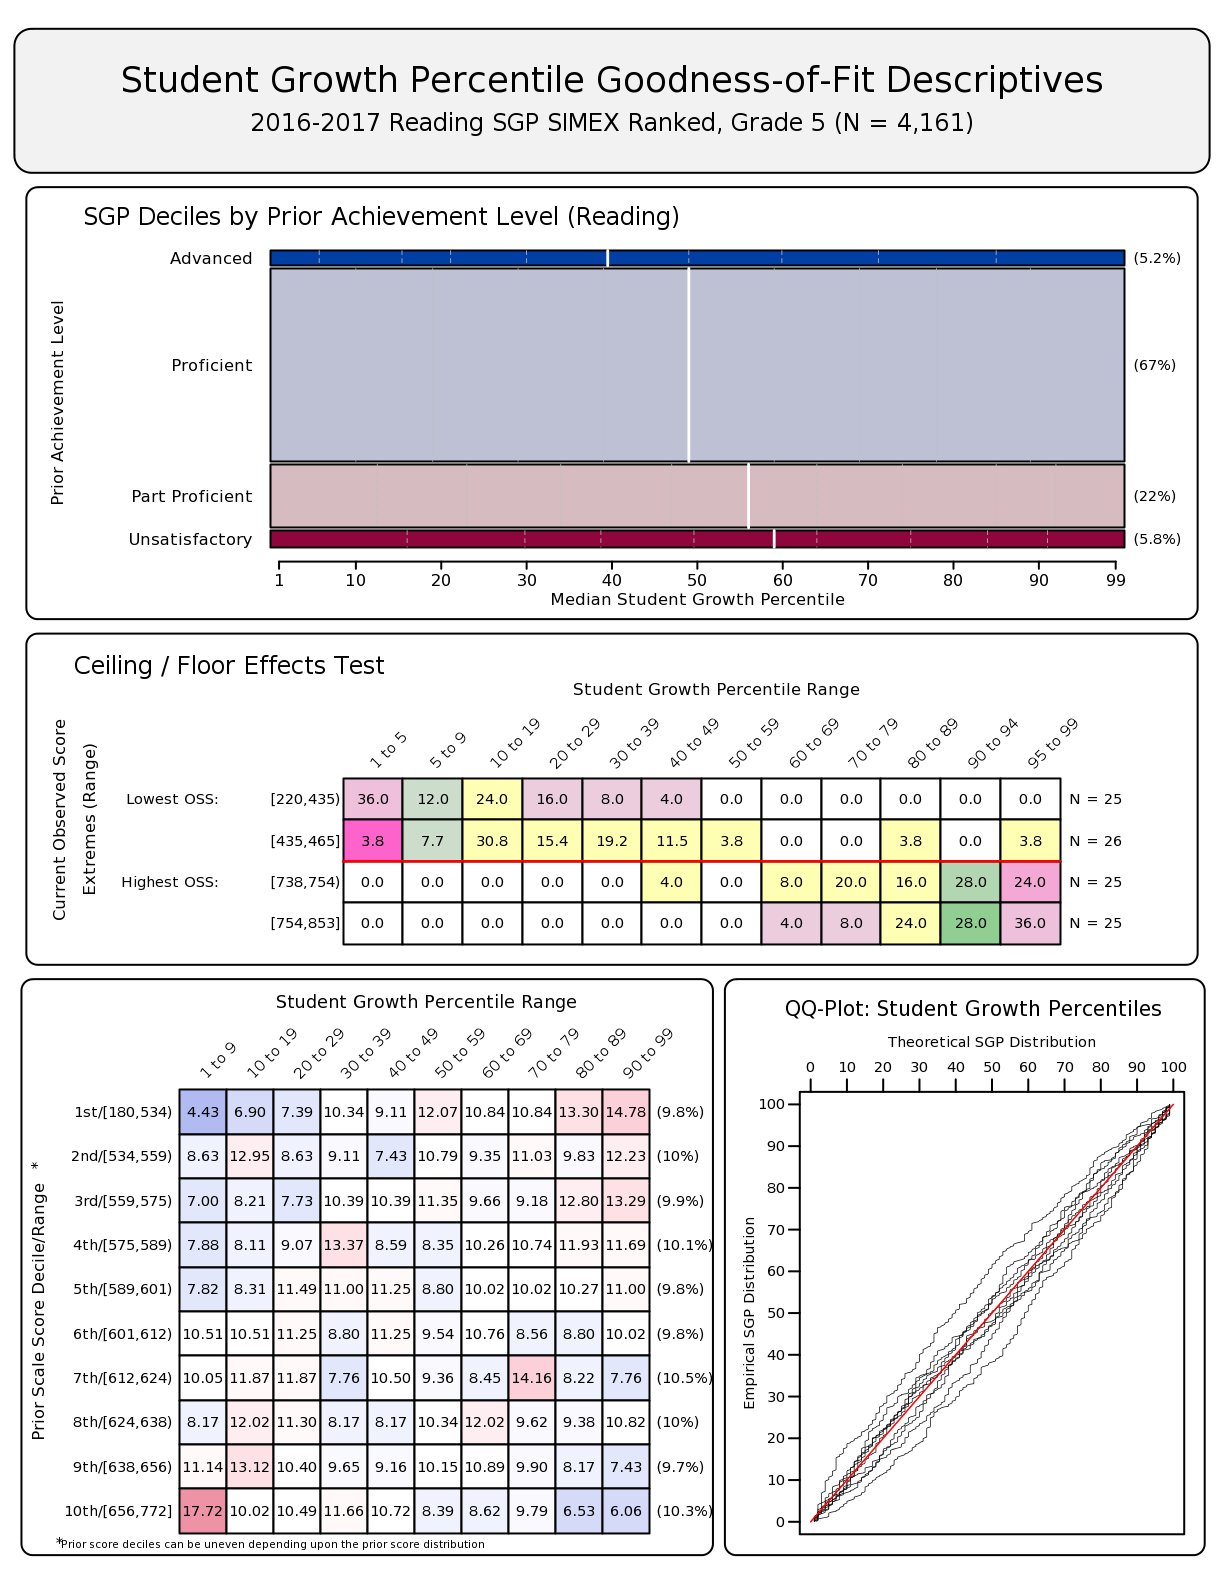 Student Growth Percentile Goodness-of-Fit Descriptives
2016-2017 Reading SGP SIMEX Ranked, Grade 5 (N = 4,161)
SGP Deciles by Prior Achievement Level (Reading)
Prior Achievement Level
Advanced (5.2%)
Proficient (67%)
Part Proficient (22%)
Unsatisfactory (5.8%)
1 10 20 30 40 50 60 70 80 90 99
Median Student Growth Percentile
Ceiling / Floor Effects Test
Student Growth Percentile Range
Current Observed Score
Extremes (Range)
1 to 5 5 to 9 10 to 19 20 to 29 30 to 39 40 to 49 50 to 59 60 to 69 70 to 79 80 to 89 90 to 94 95 to 99
Lowest OSS: [220,435) 36.0 12.0 24.0 16.0 8.0 4.0 0.0 0.0 0.0 0.0 0.0 0.0 N = 25
[435,465] 3.8 7.7 30.8 15.4 19.2 11.5 3.8 0.0 0.0 3.8 0.0 3.8 N = 26
Highest OSS: [738,754) 0.0 0.0 0.0 0.0 0.0 4.0 0.0 8.0 20.0 16.0 28.0 24.0 N = 25
[754,853] 0.0 0.0 0.0 0.0 0.0 0.0 0.0 4.0 8.0 24.0 28.0 36.0 N = 25
Student Growth Percentile Range
Prior Scale Score Decile/Range *
1 to 9 10 to 19 20 to 29 30 to 39 40 to 49 50 to 59 60 to 69 70 to 79 80 to 89 90 to 99
1st/[180,534) 4.43 6.90 7.39 10.34 9.11 12.07 10.84 10.84 13.30 14.78 (9.8%)
2nd/[534,559) 8.63 12.95 8.63 9.11 7.43 10.79 9.35 11.03 9.83 12.23 (10%)
3rd/[559,575) 7.00 8.21 7.73 10.39 10.39 11.35 9.66 9.18 12.80 13.29 (9.9%)
4th/[575,589) 7.88 8.11 9.07 13.37 8.59 8.35 10.26 10.74 11.93 11.69 (10.1%)
5th/[589,601) 7.82 8.31 11.49 11.00 11.25 8.80 10.02 10.02 10.27 11.00 (9.8%)
6th/[601,612) 10.51 10.51 11.25 8.80 11.25 9.54 10.76 8.56 8.80 10.02 (9.8%)
7th/[612,624) 10.05 11.87 11.87 7.76 10.50 9.36 8.45 14.16 8.22 7.76 (10.5%)
8th/[624,638) 8.17 12.02 11.30 8.17 8.17 10.34 12.02 9.62 9.38 10.82 (10%)
9th/[638,656) 11.14 13.12 10.40 9.65 9.16 10.15 10.89 9.90 8.17 7.43 (9.7%)
10th/[656,772] 17.72 10.02 10.49 11.66 10.72 8.39 8.62 9.79 6.53 6.06 (10.3%)
*Prior score deciles can be uneven depending upon the prior score distribution
QQ-Plot: Student Growth Percentiles
Theoretical SGP Distribution
0 10 20 30 40 50 60 70 80 90 100
Empirical SGP Distribution
100
90
80
70
60
50
40
30
20
10
0